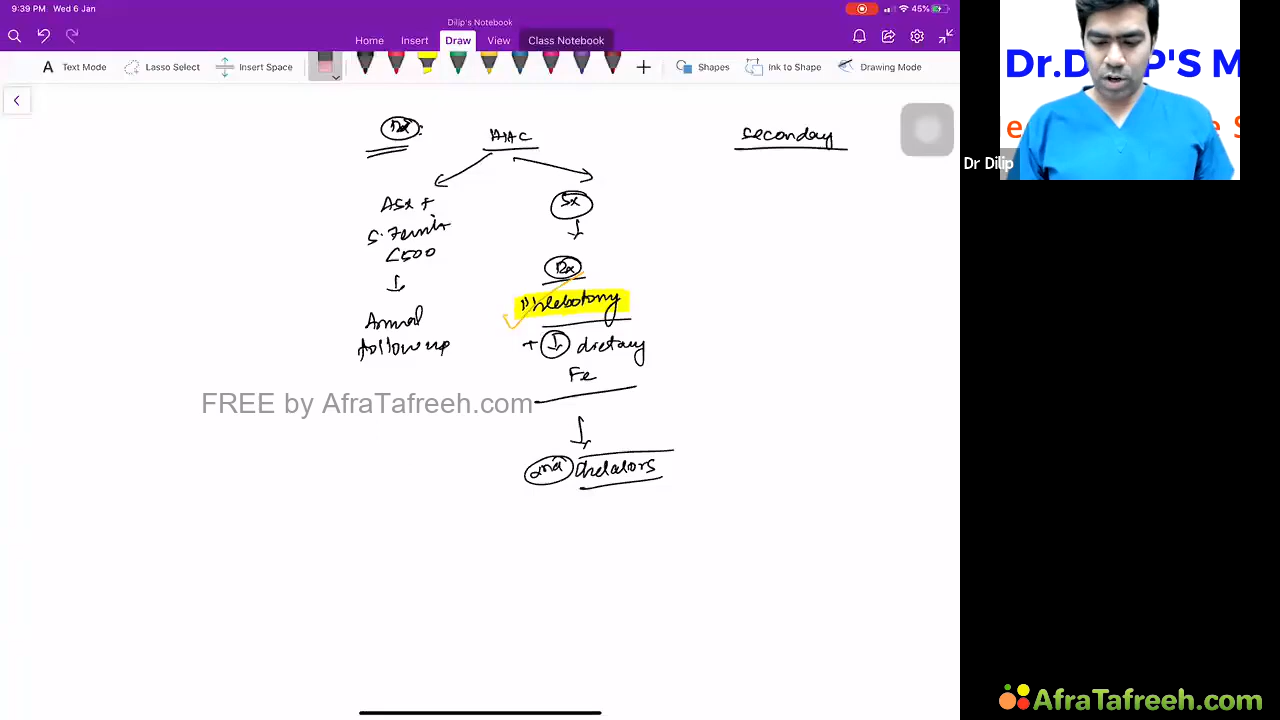 9:39 PM Wed 6 Jan
45%
Dilip's Notebook
Home Insert Draw View Class Notebook
Text Mode Lasso Select Insert Space Shapes Ink to Shape Drawing Mode
Dr.D P'S M
e S
Dr Dilip
Rx:
HHC
Secondary
ASx +
S. Ferritin
<500
↓
Annual
follow up
Sx
↓
Rx
Phlebotomy
+ ↓ dietary
Fe
↓
2nd Chelators
FREE by AfraTafreeh.com
AfraTafreeh.com